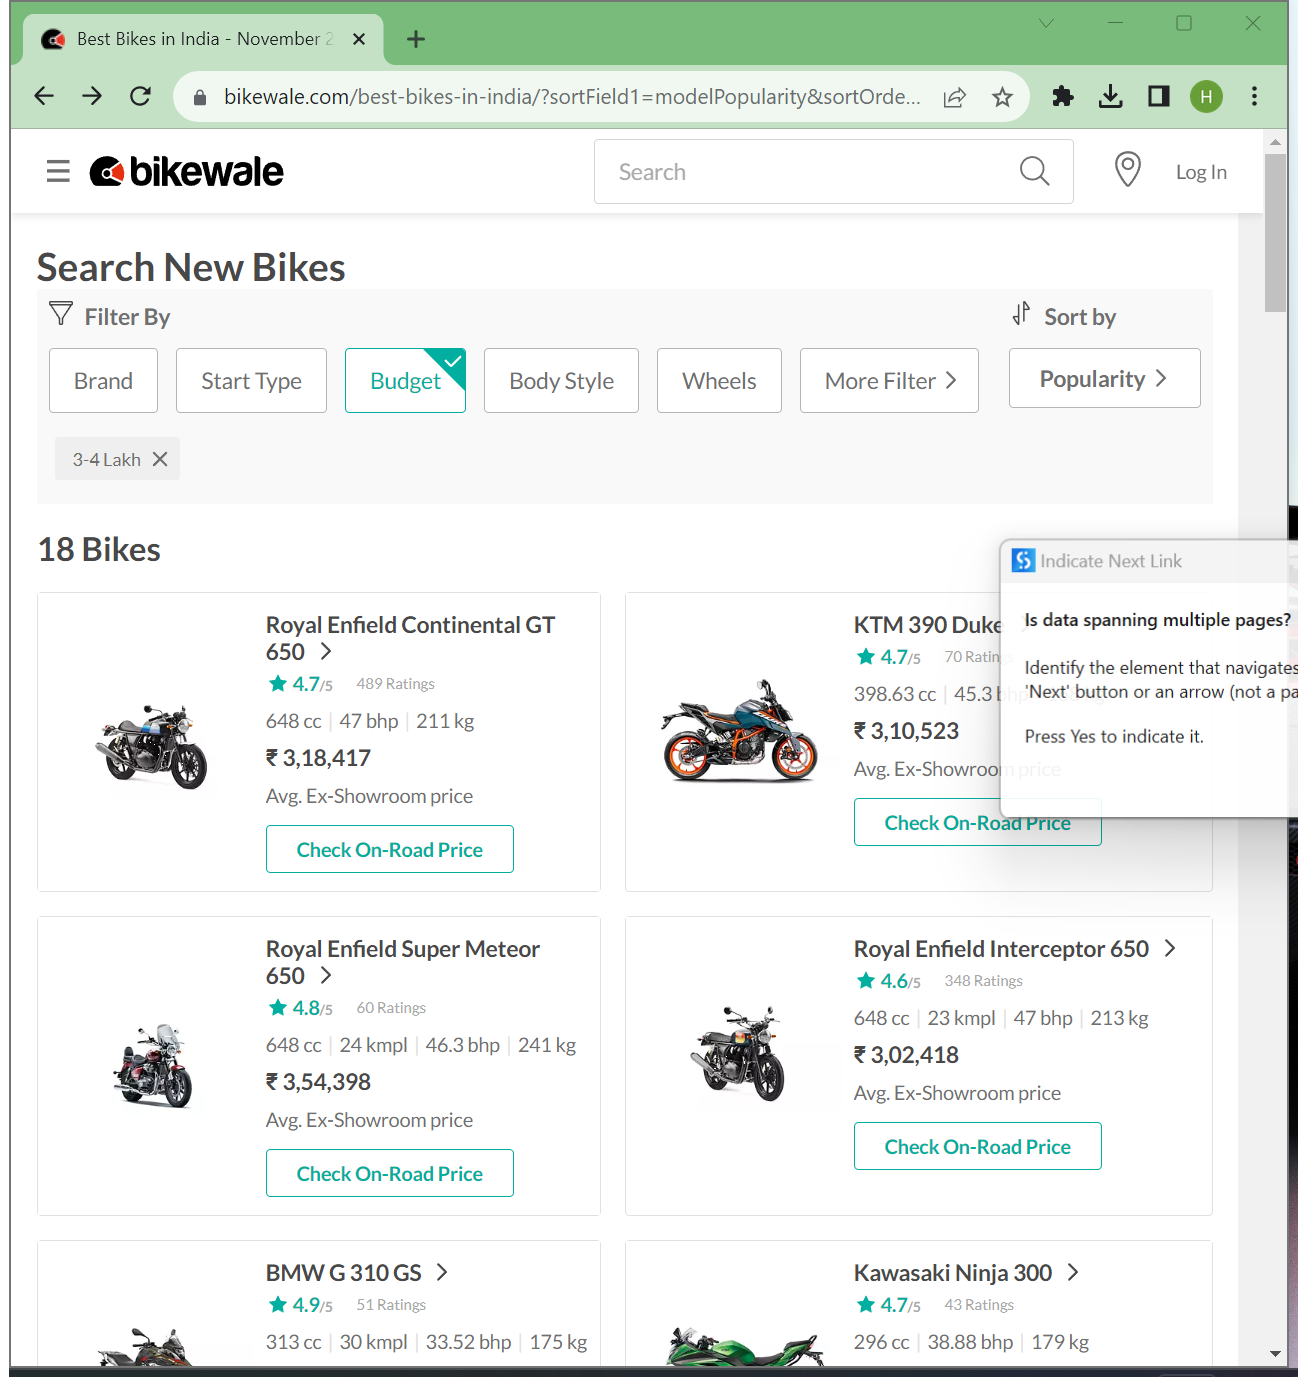 Best Bikes in India - November 2
H
bikewale.com/best-bikes-in-india/?sortField1=modelPopularity&sortOrde...
bikewale
Search
Log In
Search New Bikes
Filter By
Sort by
Brand
Start Type
Budget
Body Style
Wheels
More Filter
Popularity
3-4 Lakh
18 Bikes
Royal Enfield Continental GT
650
4.7/5 489 Ratings
648 cc | 47 bhp | 211 kg
₹ 3,18,417
Avg. Ex-Showroom price
Check On-Road Price
KTM 390 Duke
4.7/5 70 Ratings
398.63 cc | 45.3 bhp
₹ 3,10,523
Avg. Ex-Showroom price
Check On-Road Price
Indicate Next Link
Is data spanning multiple pages?
Identify the element that navigates
'Next' button or an arrow (not a pa
Press Yes to indicate it.
Royal Enfield Super Meteor
650
4.8/5 60 Ratings
648 cc | 24 kmpl | 46.3 bhp | 241 kg
₹ 3,54,398
Avg. Ex-Showroom price
Check On-Road Price
Royal Enfield Interceptor 650
4.6/5 348 Ratings
648 cc | 23 kmpl | 47 bhp | 213 kg
₹ 3,02,418
Avg. Ex-Showroom price
Check On-Road Price
BMW G 310 GS
4.9/5 51 Ratings
313 cc | 30 kmpl | 33.52 bhp | 175 kg
Kawasaki Ninja 300
4.7/5 43 Ratings
296 cc | 38.88 bhp | 179 kg